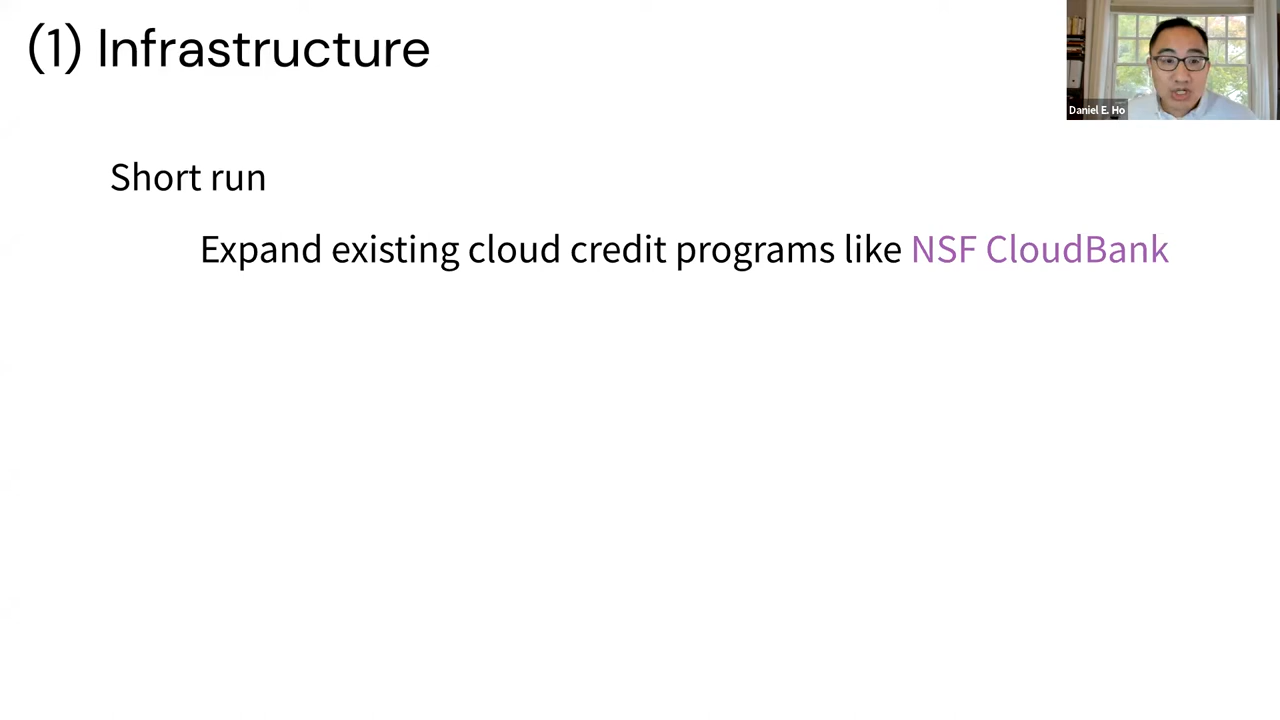 (1) Infrastructure
Daniel E. Ho
Short run
Expand existing cloud credit programs like NSF CloudBank